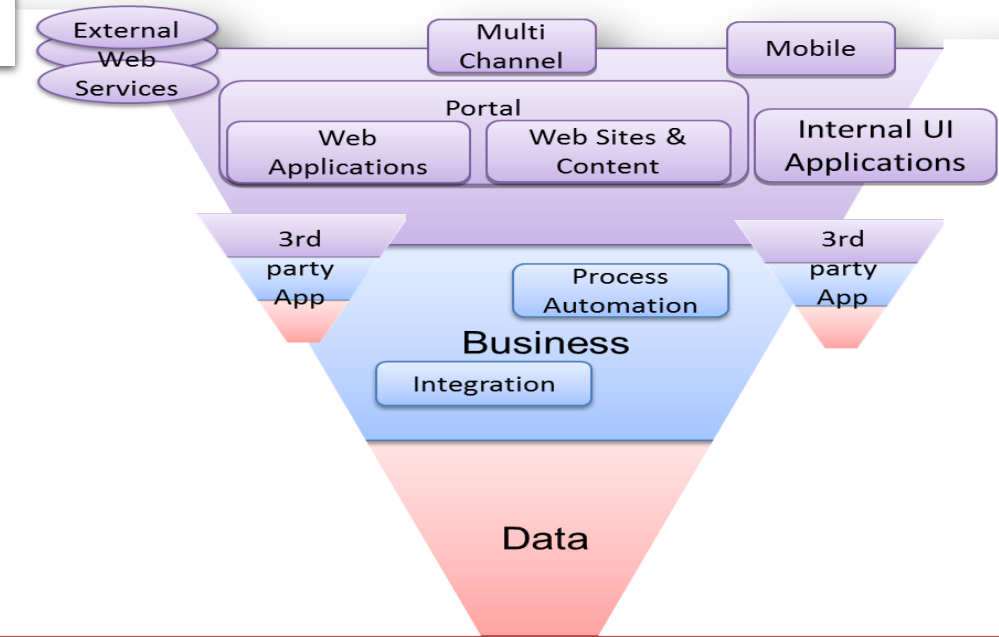 External
Web
Services
Multi
Channel
Mobile
Portal
Web
Applications
Web Sites &
Content
Internal UI
Applications
3rd
party
App
3rd
party
App
Process
Automation
Business
Integration
Data